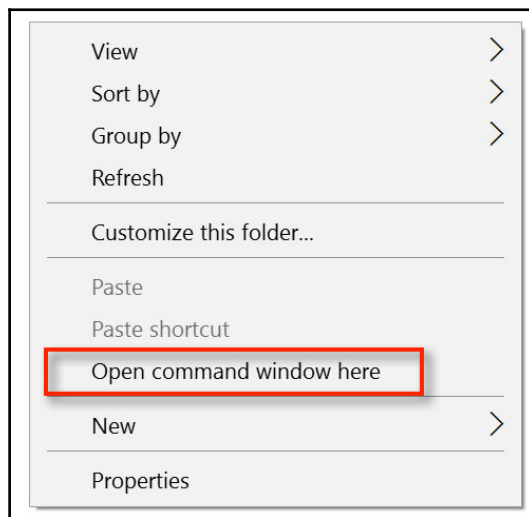 View
Sort by
Group by
Refresh
Customize this folder...
Paste
Paste shortcut
Open command window here
New
Properties